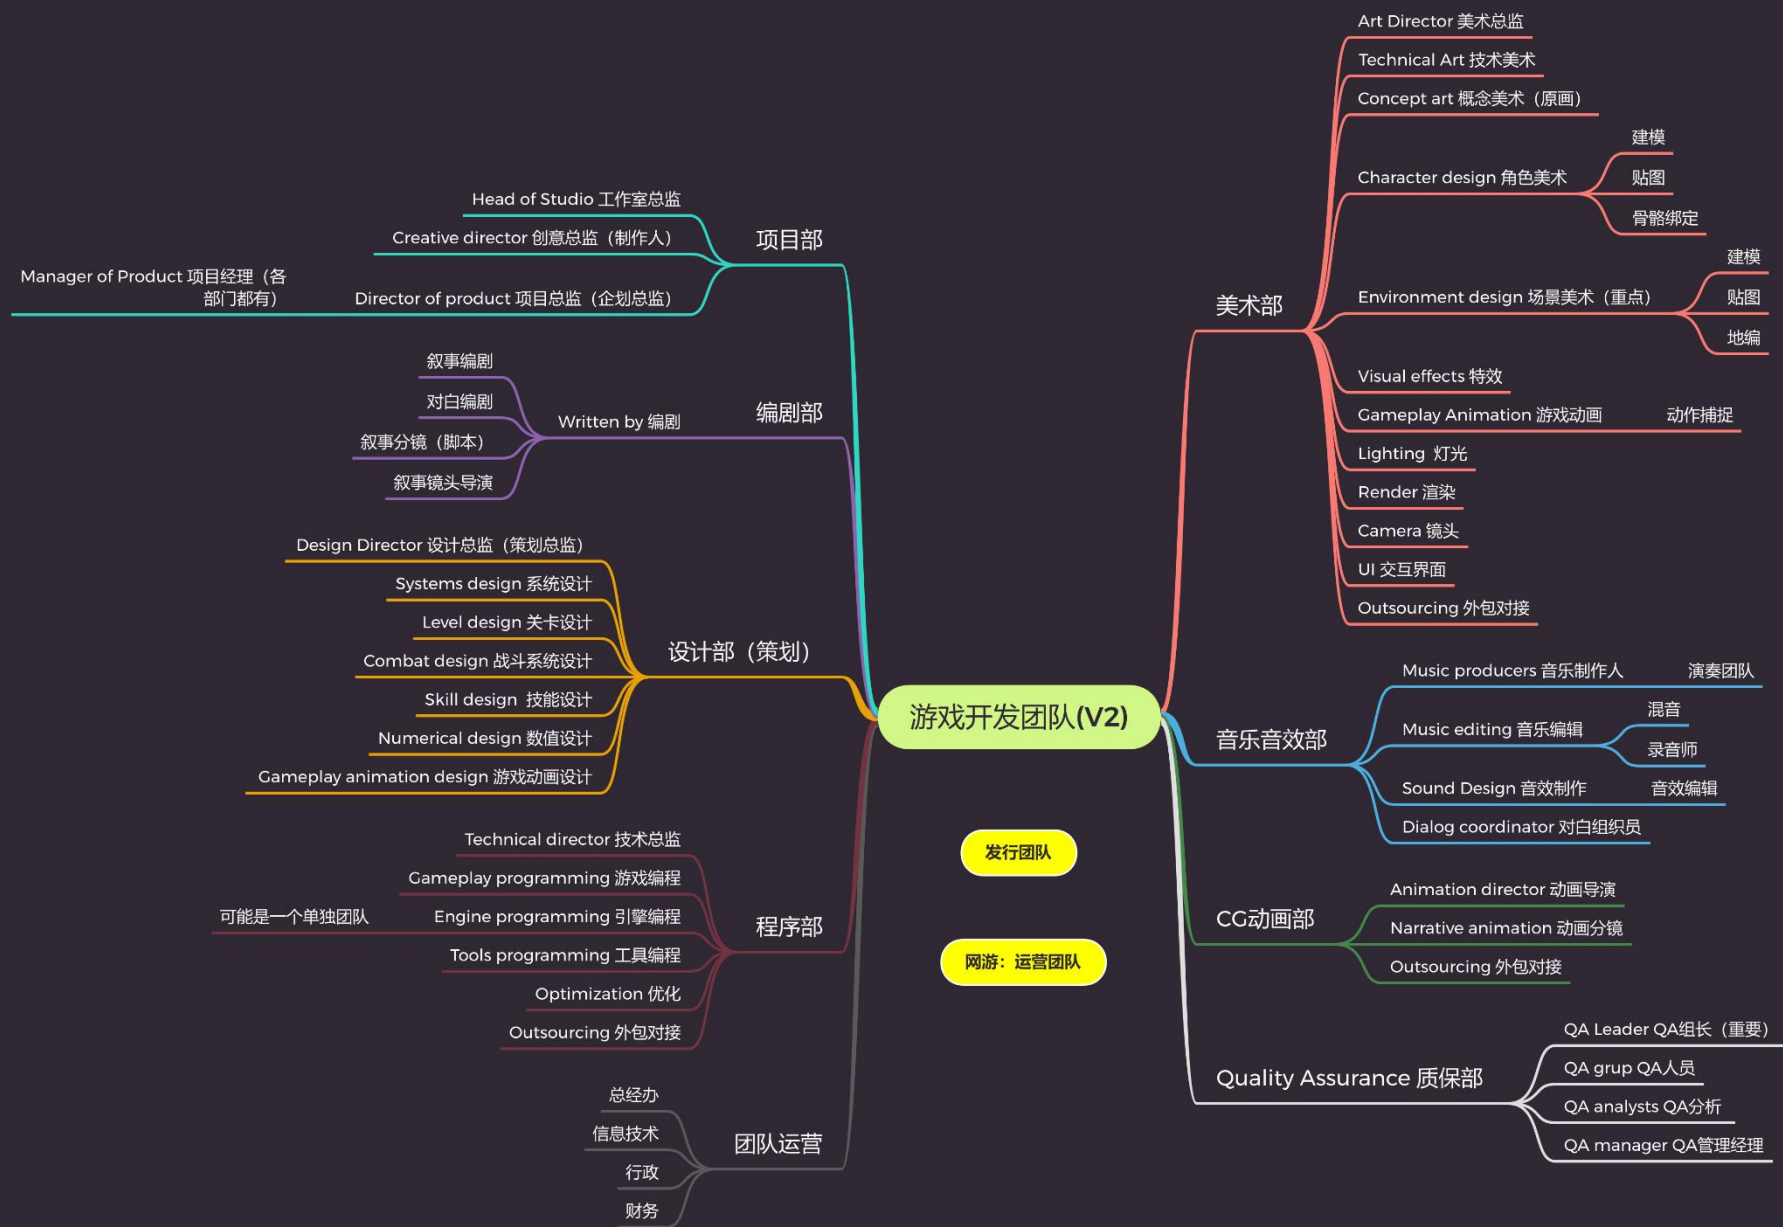 游戏开发团队(V2)
项目部
Head of Studio 工作室总监
Creative director 创意总监（制作人）
Director of product 项目总监（企划总监）
Manager of Product 项目经理（各
部门都有）
编剧部
Written by 编剧
叙事编剧
对白编剧
叙事分镜（脚本）
叙事镜头导演
设计部（策划）
Design Director 设计总监（策划总监）
Systems design 系统设计
Level design 关卡设计
Combat design 战斗系统设计
Skill design 技能设计
Numerical design 数值设计
Gameplay animation design 游戏动画设计
程序部
Technical director 技术总监
Gameplay programming 游戏编程
Engine programming 引擎编程
可能是一个单独团队
Tools programming 工具编程
Optimization 优化
Outsourcing 外包对接
团队运营
总经办
信息技术
行政
财务
美术部
Art Director 美术总监
Technical Art 技术美术
Concept art 概念美术（原画）
Character design 角色美术
建模
贴图
骨骼绑定
Environment design 场景美术（重点）
建模
贴图
地编
Visual effects 特效
Gameplay Animation 游戏动画
动作捕捉
Lighting 灯光
Render 渲染
Camera 镜头
UI 交互界面
Outsourcing 外包对接
音乐音效部
Music producers 音乐制作人
演奏团队
Music editing 音乐编辑
混音
录音师
Sound Design 音效制作
音效编辑
Dialog coordinator 对白组织员
CG动画部
Animation director 动画导演
Narrative animation 动画分镜
Outsourcing 外包对接
Quality Assurance 质保部
QA Leader QA组长（重要）
QA grup QA人员
QA analysts QA分析
QA manager QA管理经理
发行团队
网游：运营团队